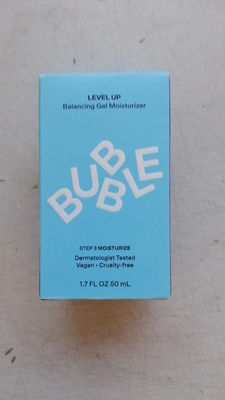 LEVEL UP
Balancing Gel Moisturizer
BUBBLE
STEP 3 MOISTURIZE
Dermatologist Tested
Vegan • Cruelty-free
1.7 FL OZ 50 mL